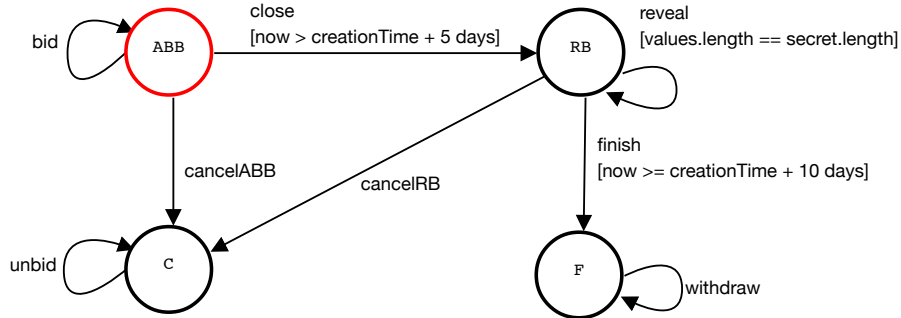 close
[now > creationTime + 5 days]
reveal
[values.length == secret.length]
bid
ABB
RB
finish
[now >= creationTime + 10 days]
cancelABB
cancelRB
unbid
C
F
withdraw